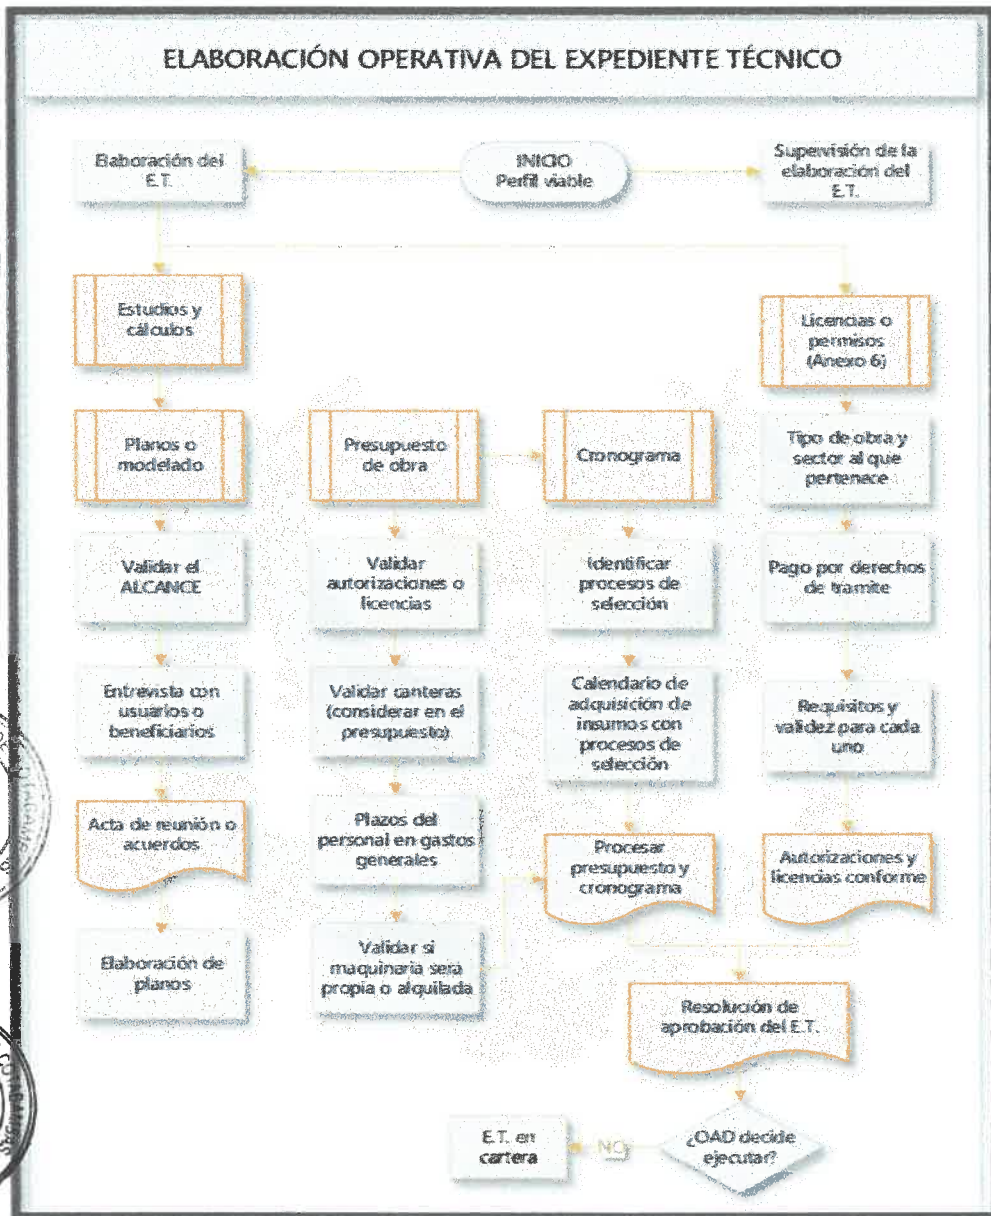 ELABORACIÓN OPERATIVA DEL EXPEDIENTE TÉCNICO
Elaboración del
E.T.
INICIO
Perfil viable
Supervisión de la
elaboración del
E.T.
Estudios y
cálculos
Licencias o
permisos
(Anexo 6)
Planos o
modelado
Presupuesto
de obra
Cronograma
Tipo de obra y
sector al que
pertenece
Validar el
ALCANCE
Validar
autorizaciones o
licencias
Identificar
procesos de
selección
Pago por derechos
de tramite
Entrevista con
usuarios o
beneficiarios
Validar canteras
(considerar en el
presupuesto)
Calendario de
adquisición de
insumos con
procesos de
selección
Requisitos y
validez para cada
uno
Acta de reunión o
acuerdos
Plazos del
personal en gastos
generales
Procesar
presupuesto y
cronograma
Autorizaciones y
licencias conforme
Elaboración de
planos
Validar si
maquinaria sera
propia o alquilada
Resolución de
aprobación del E.T.
E.T. en
cartera
NO
¿OAD decide
ejecutar?